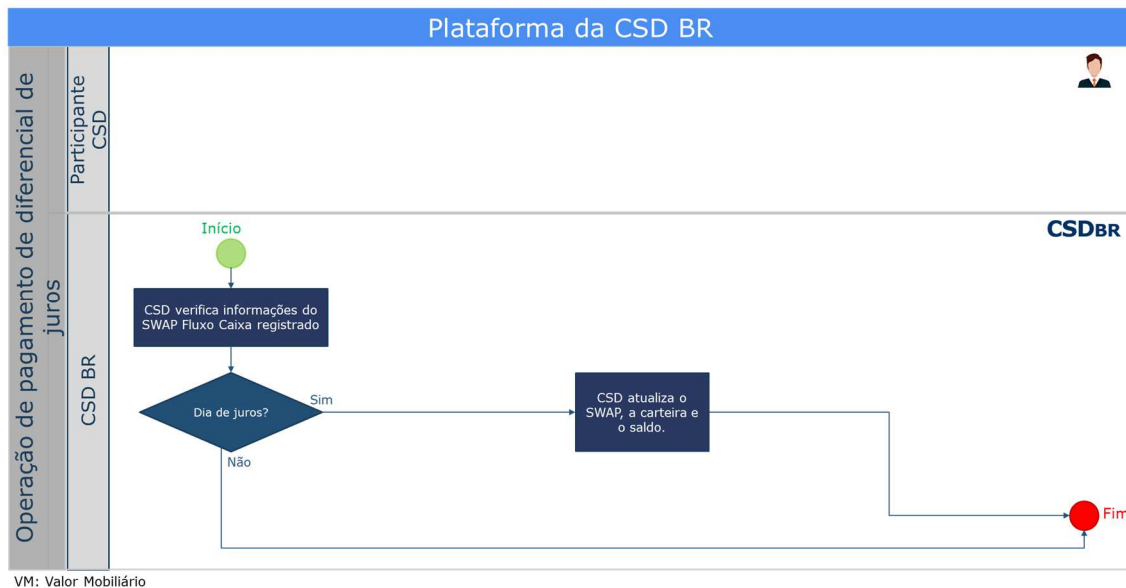 Plataforma da CSD BR
Operação de pagamento de diferencial de
juros
Participante
CSD
CSD BR
CSDBR
Início
CSD verifica informações do
SWAP Fluxo Caixa registrado
Dia de juros?
Sim
Não
CSD atualiza o
SWAP, a carteira e
o saldo.
Fim
VM: Valor Mobiliário